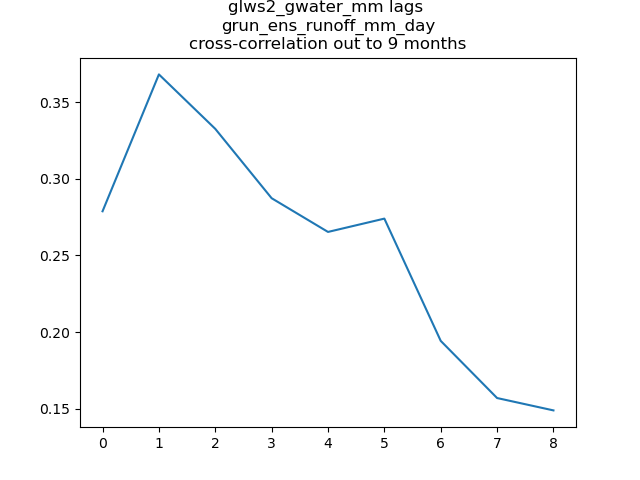 glws2_gwater_mm lags
grun_ens_runoff_mm_day
cross-correlation out to 9 months
0.35
0.30
0.25
0.20
0.15
0 1 2 3 4 5 6 7 8